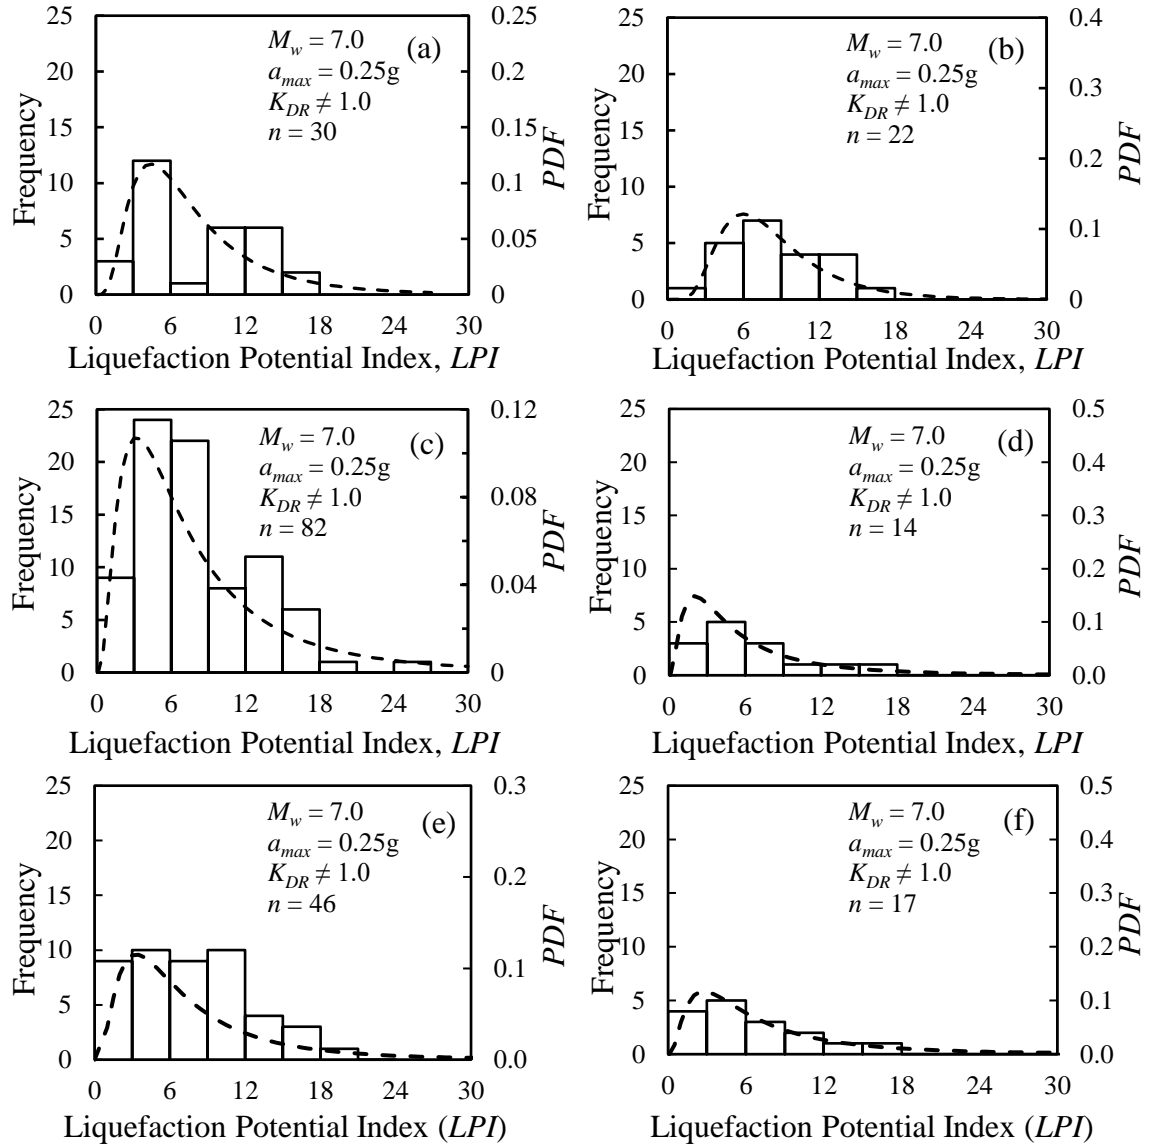 25
20
15
10
5
0
Frequency
M_w = 7.0
a_max = 0.25g
K_DR ≠ 1.0
n = 30
(a)
0.25
0.2
0.15
0.1
0.05
0
PDF
0 6 12 18 24 30
Liquefaction Potential Index, LPI
25
20
15
10
5
0
Frequency
M_w = 7.0
a_max = 0.25g
K_DR ≠ 1.0
n = 22
(b)
0.4
0.3
0.2
0.1
0
PDF
0 6 12 18 24 30
Liquefaction Potential Index, LPI
25
20
15
10
5
0
Frequency
M_w = 7.0
a_max = 0.25g
K_DR ≠ 1.0
n = 82
(c)
0.12
0.08
0.04
0
PDF
0 6 12 18 24 30
Liquefaction Potential Index, LPI
25
20
15
10
5
0
Frequency
M_w = 7.0
a_max = 0.25g
K_DR ≠ 1.0
n = 14
(d)
0.5
0.4
0.3
0.2
0.1
0.0
PDF
0 6 12 18 24 30
Liquefaction Potential Index, LPI
25
20
15
10
5
0
Frequency
M_w = 7.0
a_max = 0.25g
K_DR ≠ 1.0
n = 46
(e)
0.3
0.2
0.1
0.0
PDF
0 6 12 18 24 30
Liquefaction Potential Index (LPI)
25
20
15
10
5
0
Frequency
M_w = 7.0
a_max = 0.25g
K_DR ≠ 1.0
n = 17
(f)
0.5
0.4
0.3
0.2
0.1
0.0
PDF
0 6 12 18 24 30
Liquefaction Potential Index (LPI)